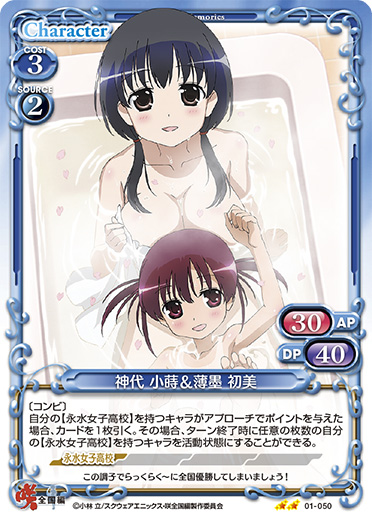 Character
COST
3
SOURCE
2
30 AP
DP 40
神代 小蒔&薄墨 初美
〔コンビ〕
自分の【永水女子高校】を持つキャラがアプローチでポイントを与えた
場合、カードを1枚引く。その場合、ターン終了時に任意の枚数の自分
の【永水女子高校】を持つキャラを活動状態にすることができる。
永水女子高校
この調子でらっくらく~に全国優勝してしまいましょう!
咲 全国編
©小林 立/スクウェアエニックス・咲全国編製作委員会
01-050